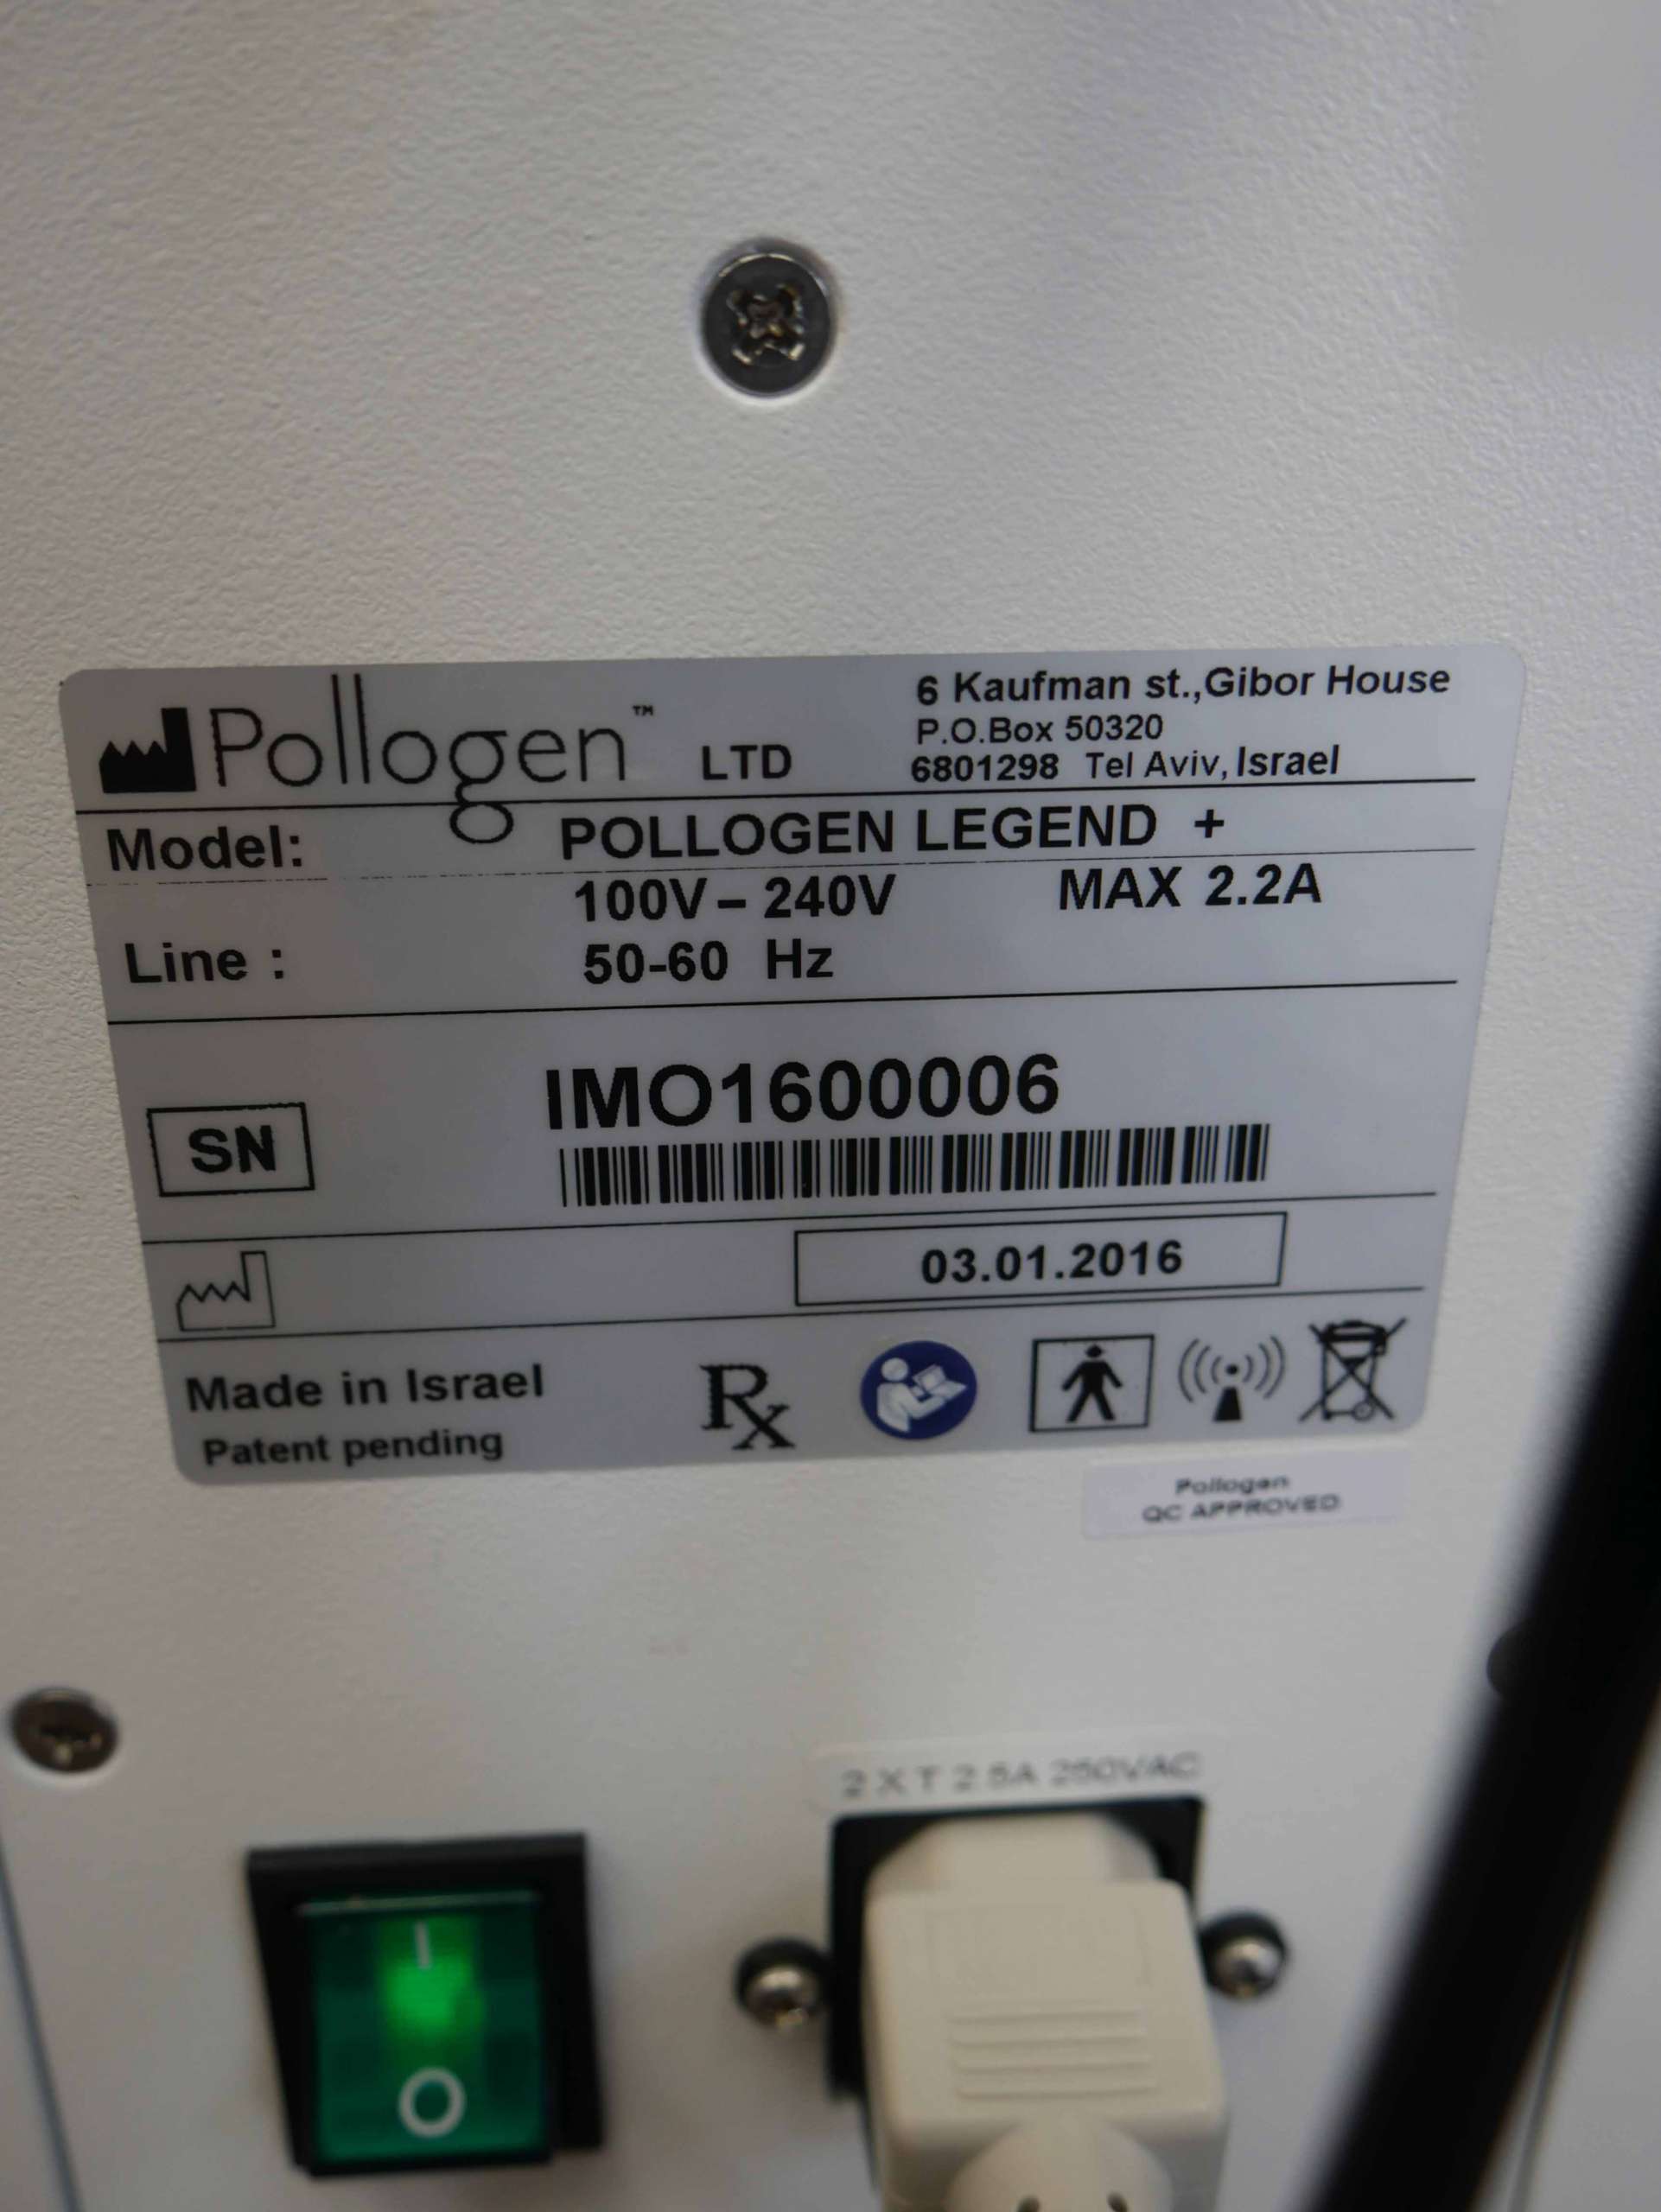 Pollogen™ LTD
6 Kaufman st.,Gibor House
P.O.Box 50320
6801298 Tel Aviv, Israel
Model: POLLOGEN LEGEND +
100V – 240V MAX 2.2A
Line : 50-60 Hz
SN IMO1600006
03.01.2016
Made in Israel
Patent pending
Rx
Pollogen
QC APPROVED
2 X T 2.5A 250VAC
I
O